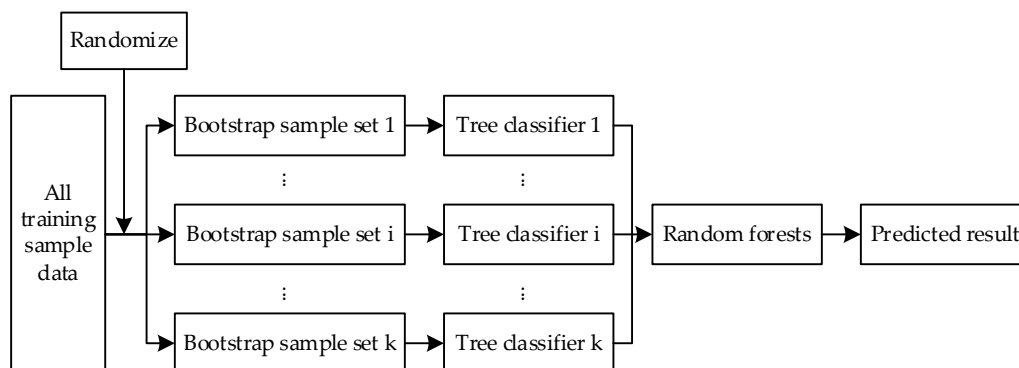 Randomize
All
training
sample
data
Bootstrap sample set 1
Tree classifier 1
...
...
Bootstrap sample set i
Tree classifier i
Random forests
Predicted result
...
...
Bootstrap sample set k
Tree classifier k